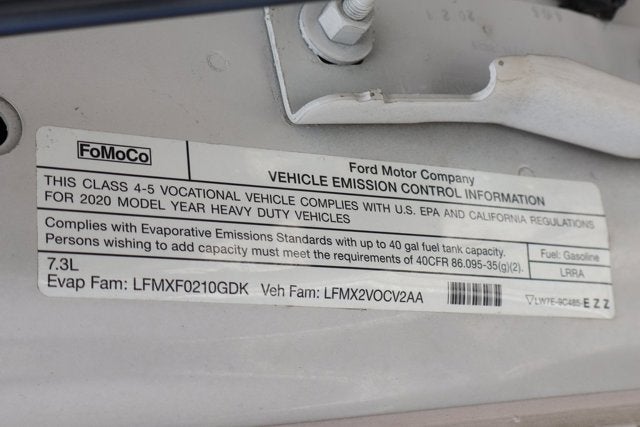 FoMoCo
Ford Motor Company
VEHICLE EMISSION CONTROL INFORMATION
THIS CLASS 4-5 VOCATIONAL VEHICLE COMPLIES WITH U.S. EPA AND CALIFORNIA REGULATIONS
FOR 2020 MODEL YEAR HEAVY DUTY VEHICLES
Complies with Evaporative Emissions Standards with up to 40 gal fuel tank capacity.
Persons wishing to add capacity must meet the requirements of 40CFR 86.095-35(g)(2).
Fuel: Gasoline
LRRA
7.3L
Evap Fam: LFMXF0210GDK Veh Fam: LFMX2VOCV2AA
LW7E-9C485 EZZ